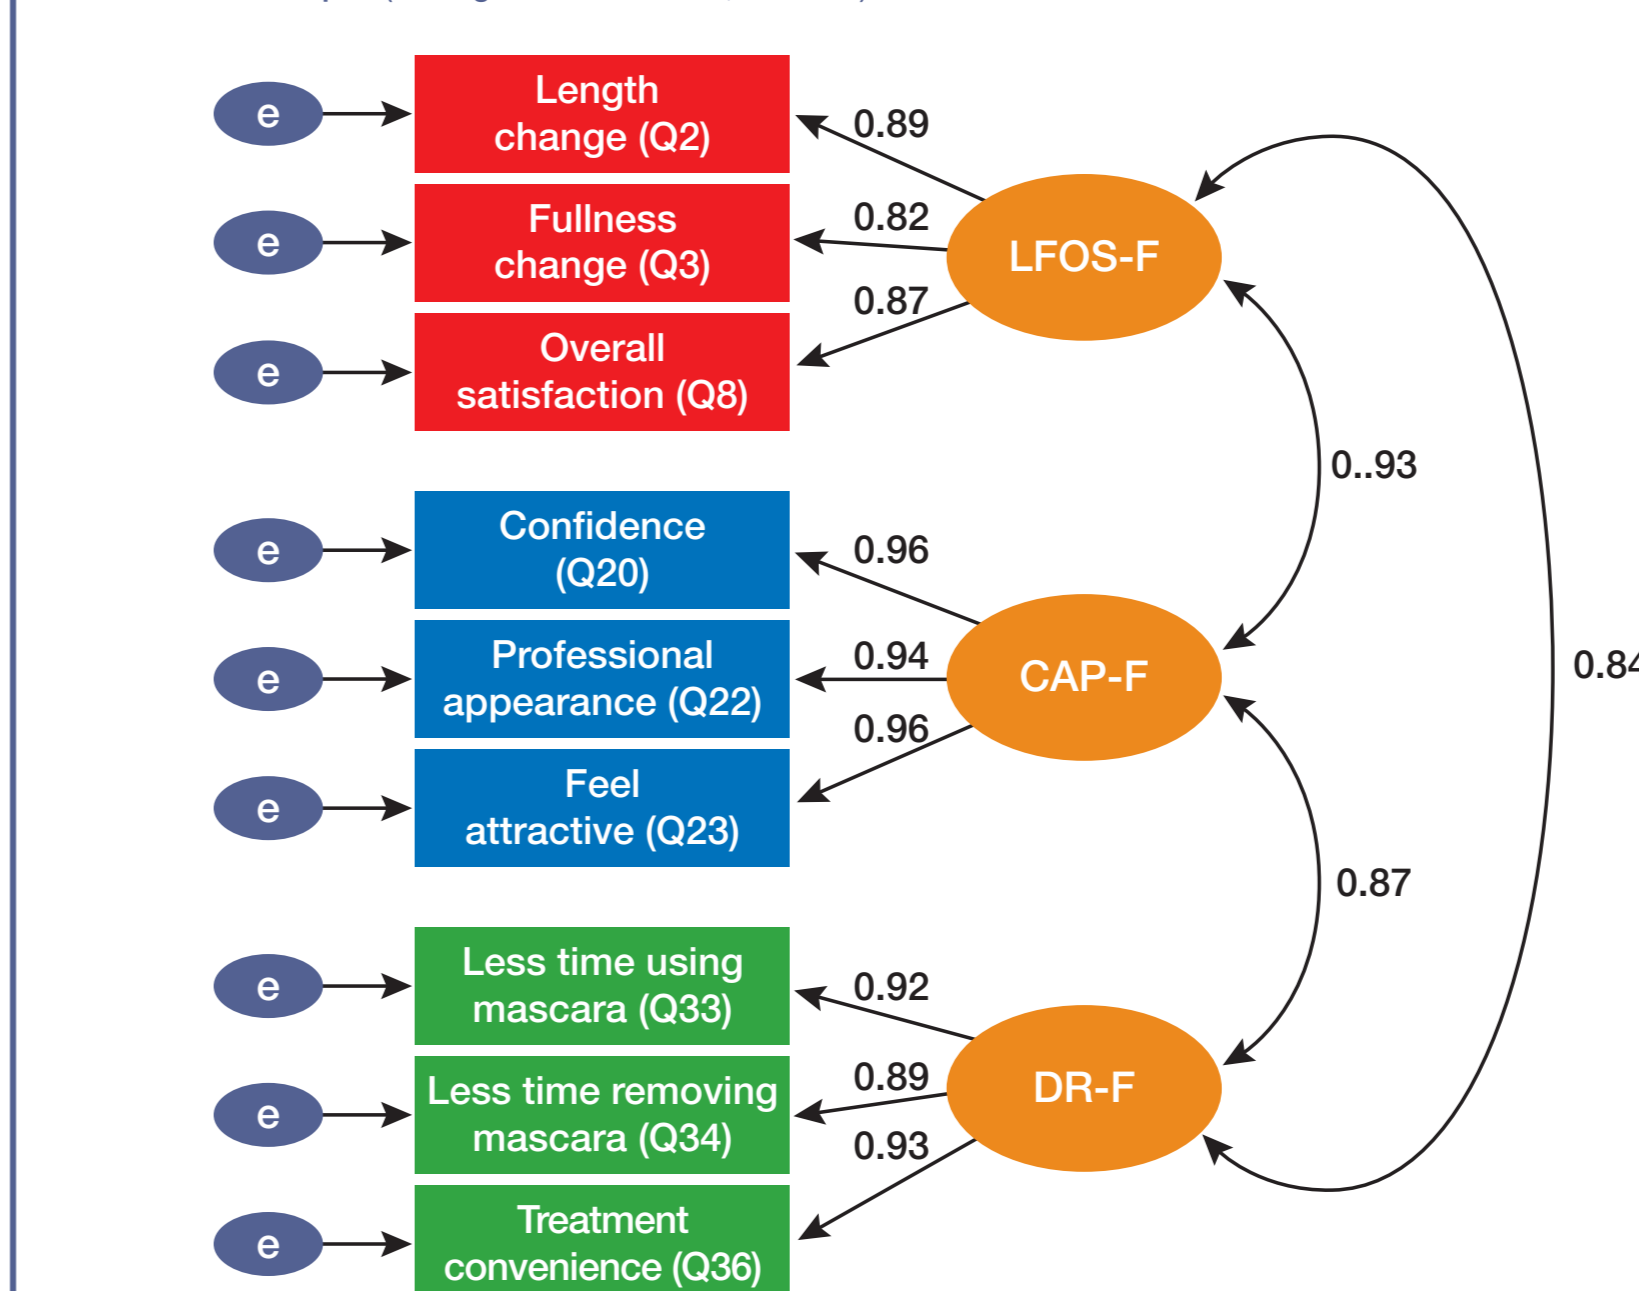 e
Length
change (Q2)
0.89
e
Fullness
change (Q3)
0.82
LFOS-F
e
Overall
satisfaction (Q8)
0.87
0..93
e
Confidence
(Q20)
0.96
e
Professional
appearance (Q22)
0.94
CAP-F
0.84
e
Feel
attractive (Q23)
0.96
0.87
e
Less time using
mascara (Q33)
0.92
e
Less time removing
mascara (Q34)
0.89
DR-F
e
Treatment
convenience (Q36)
0.93